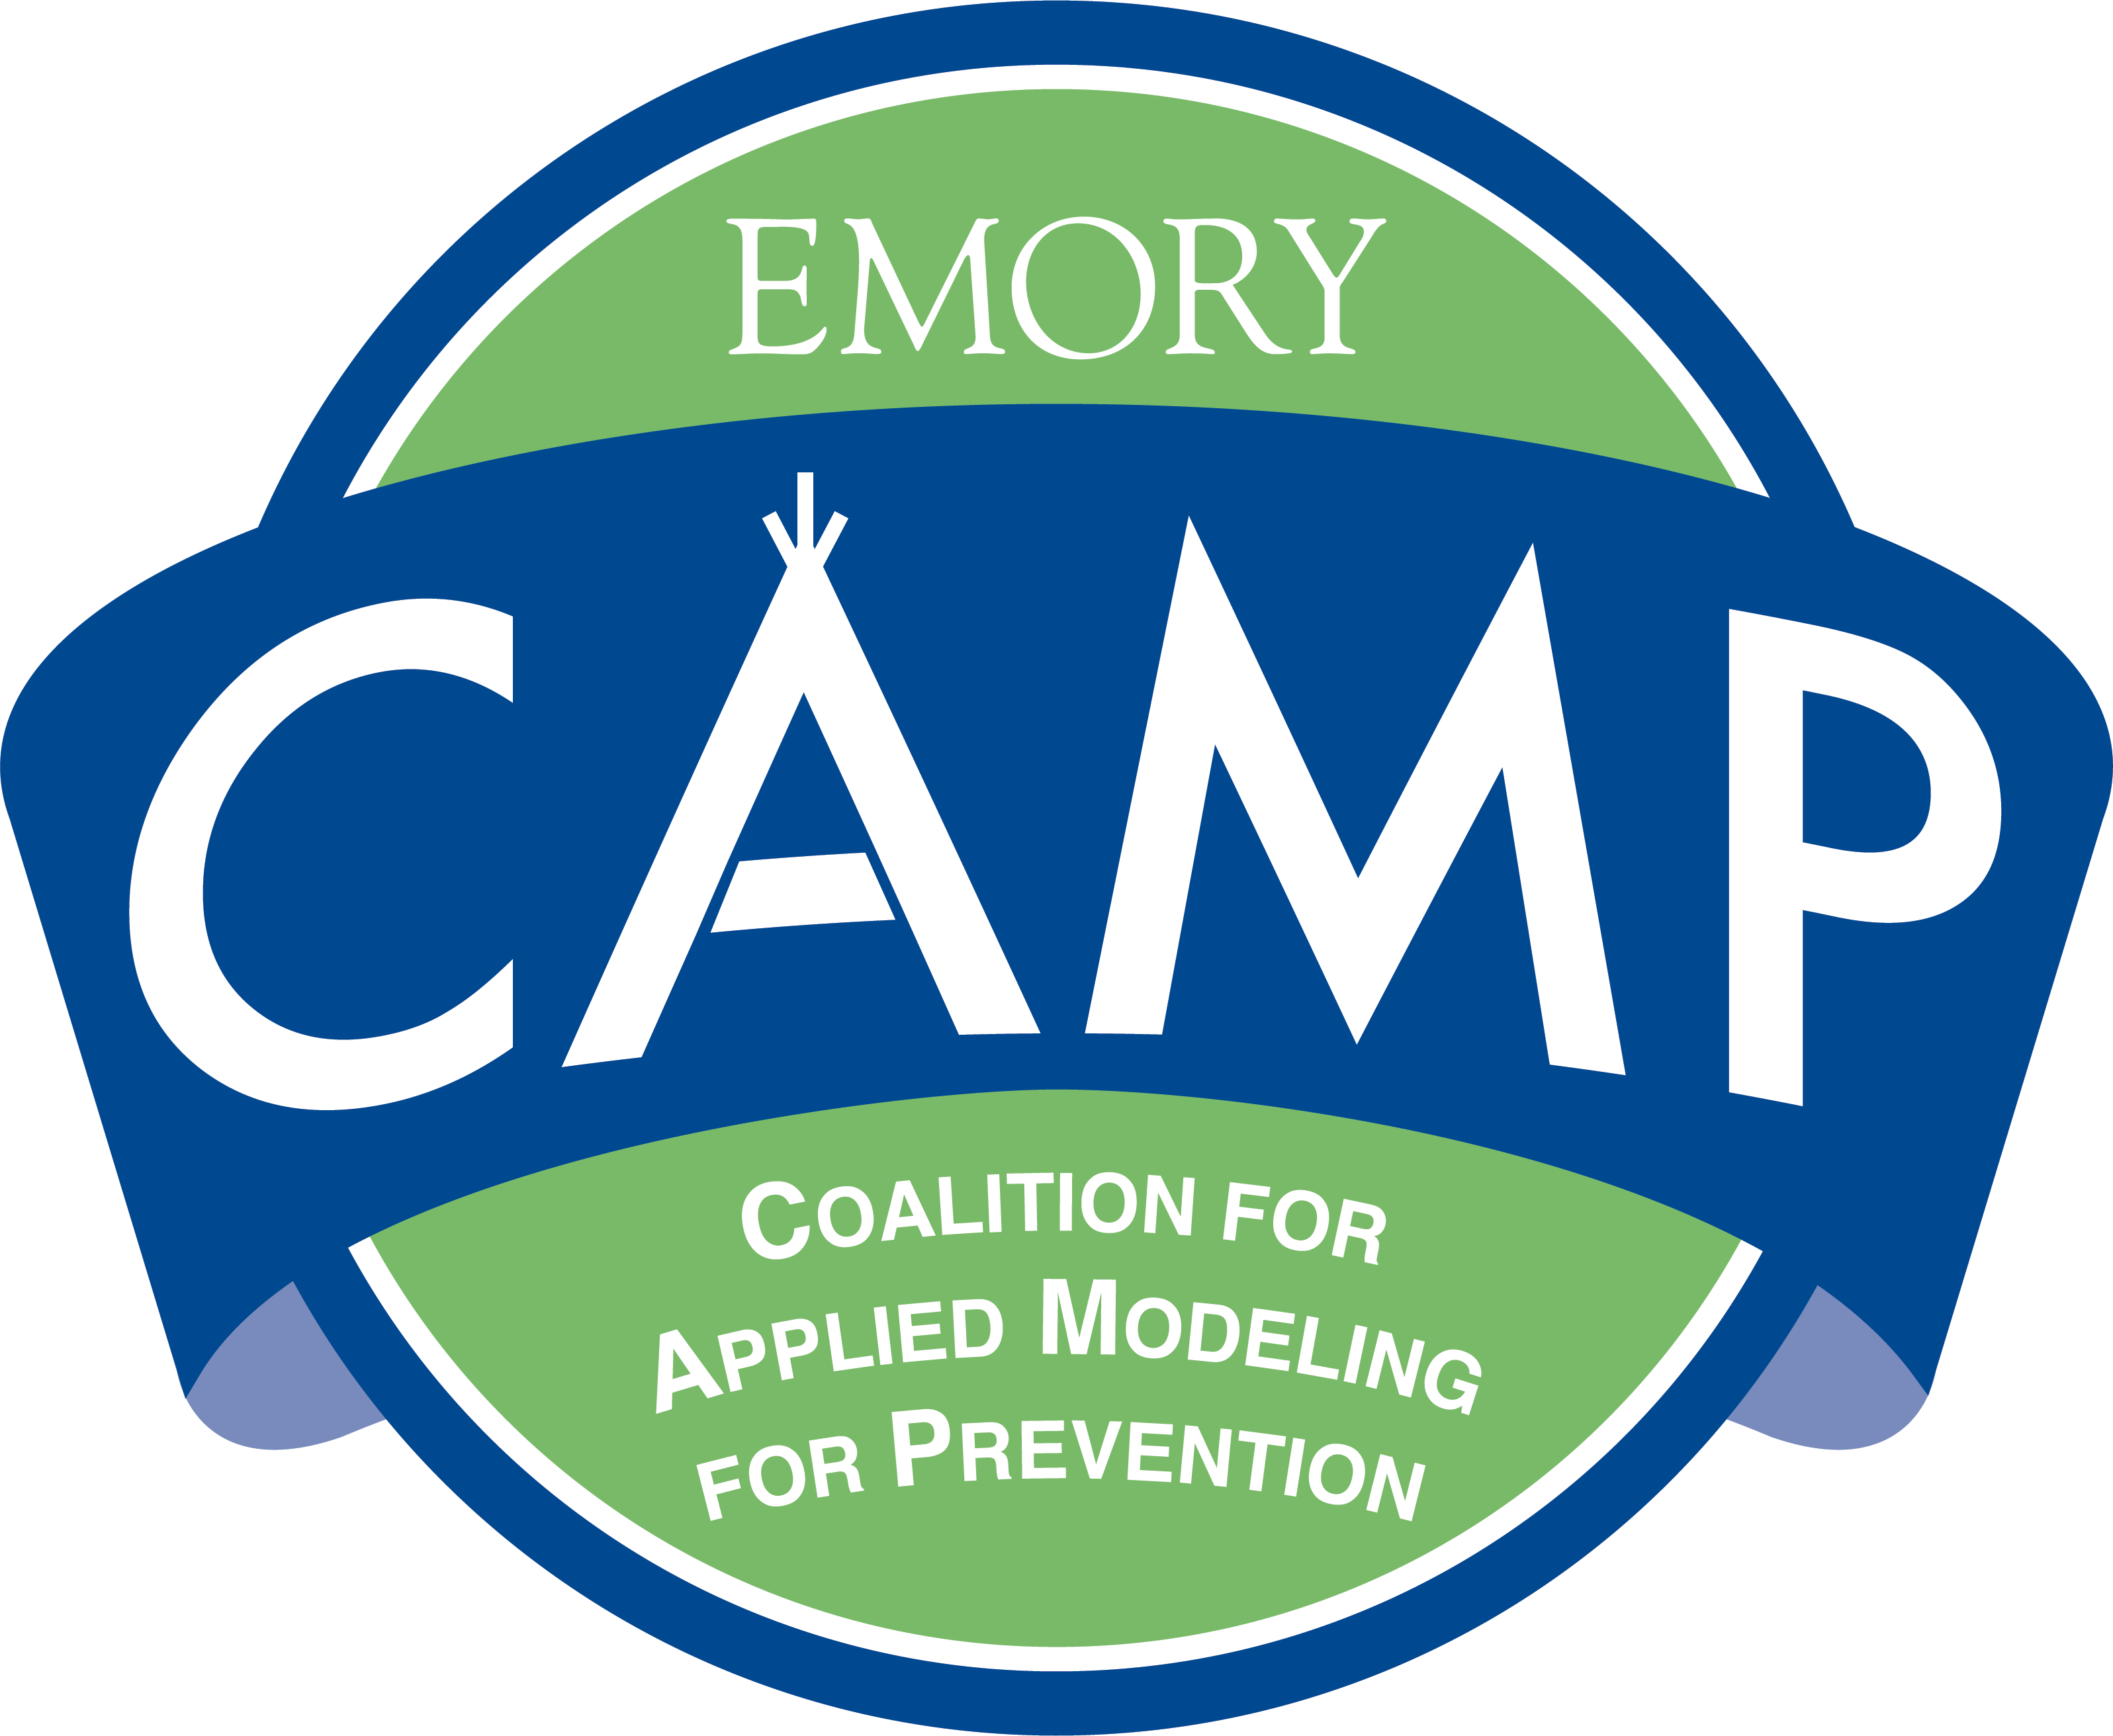 EMORY
CAMP
COALITION FOR
APPLIED MODELING
FOR PREVENTION